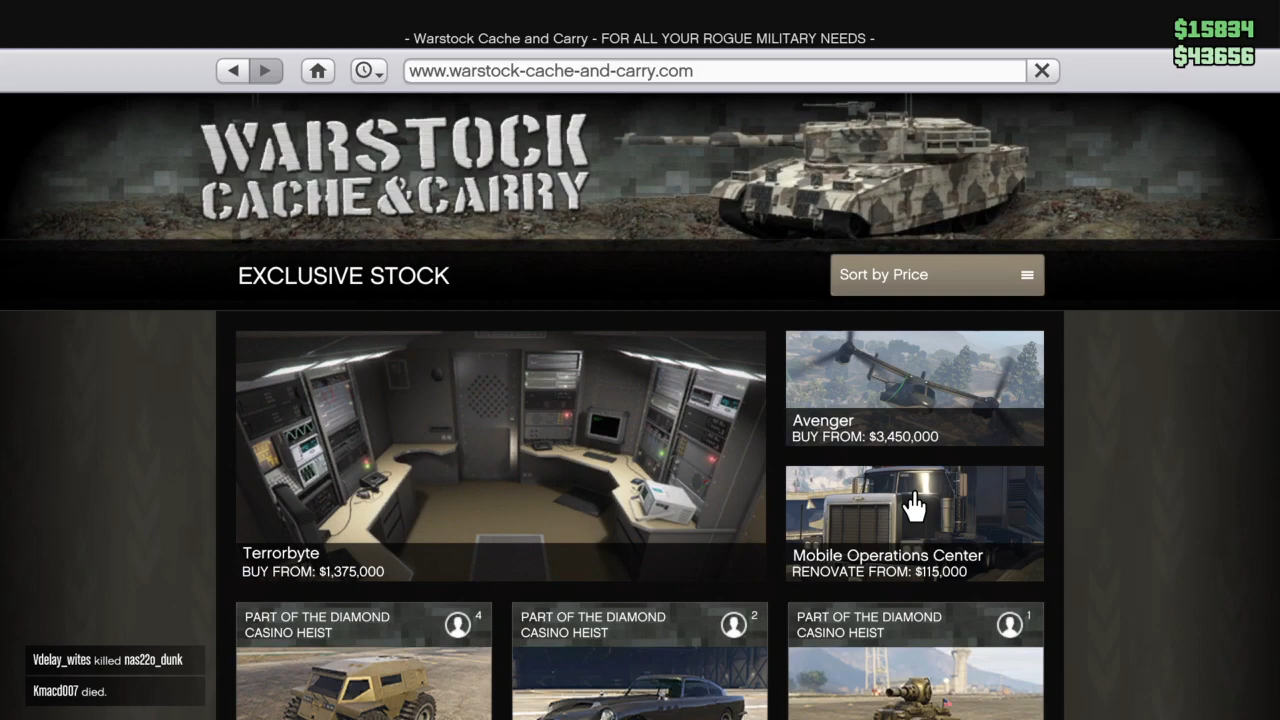 - Warstock Cache and Carry - FOR ALL YOUR ROGUE MILITARY NEEDS -
$15834
$43656
www.warstock-cache-and-carry.com
WARSTOCK
CACHE&CARRY
EXCLUSIVE STOCK
Sort by Price
Terrorbyte
BUY FROM: $1,375,000
Avenger
BUY FROM: $3,450,000
Mobile Operations Center
RENOVATE FROM: $115,000
PART OF THE DIAMOND
CASINO HEIST
4
PART OF THE DIAMOND
CASINO HEIST
2
PART OF THE DIAMOND
CASINO HEIST
1
Vdelay_wites killed nas22o_dunk
Kmacd007 died.